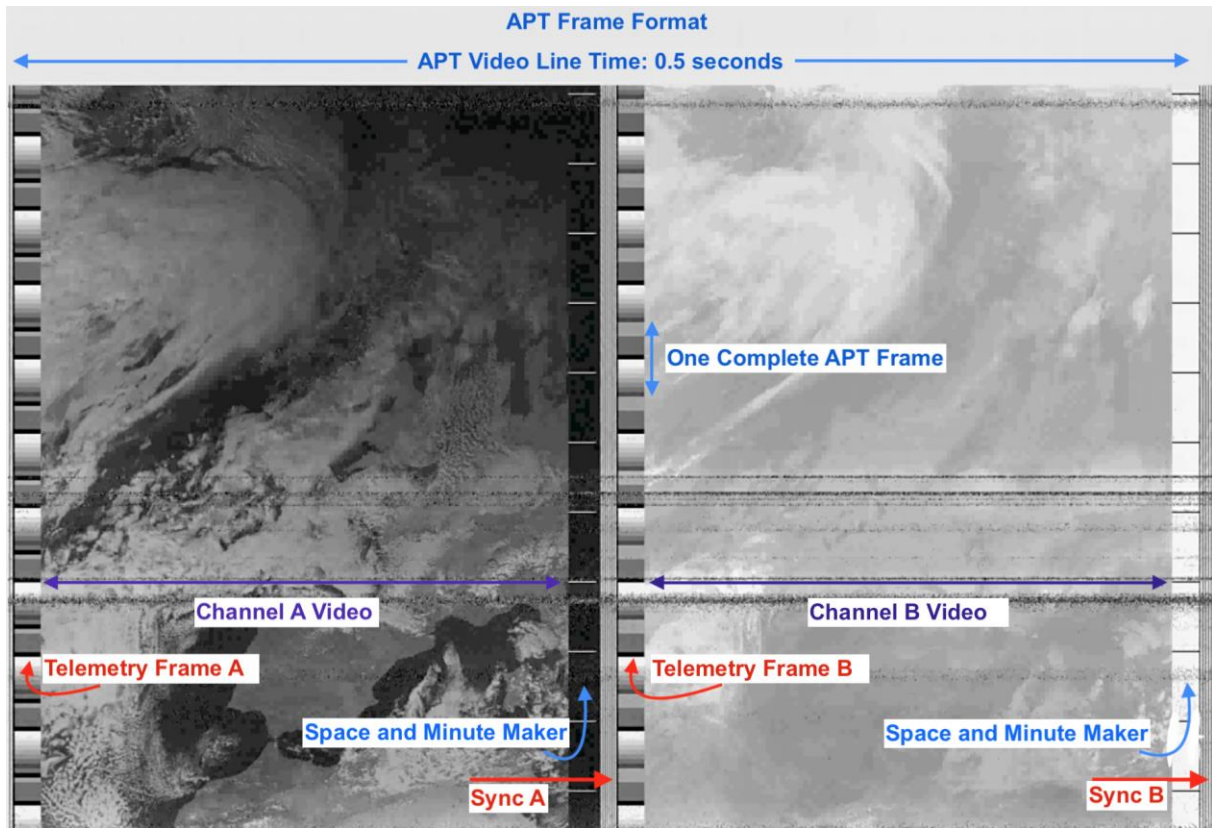 APT Frame Format
APT Video Line Time: 0.5 seconds
One Complete APT Frame
Channel A Video
Channel B Video
Telemetry Frame A
Telemetry Frame B
Space and Minute Maker
Space and Minute Maker
Sync A
Sync B